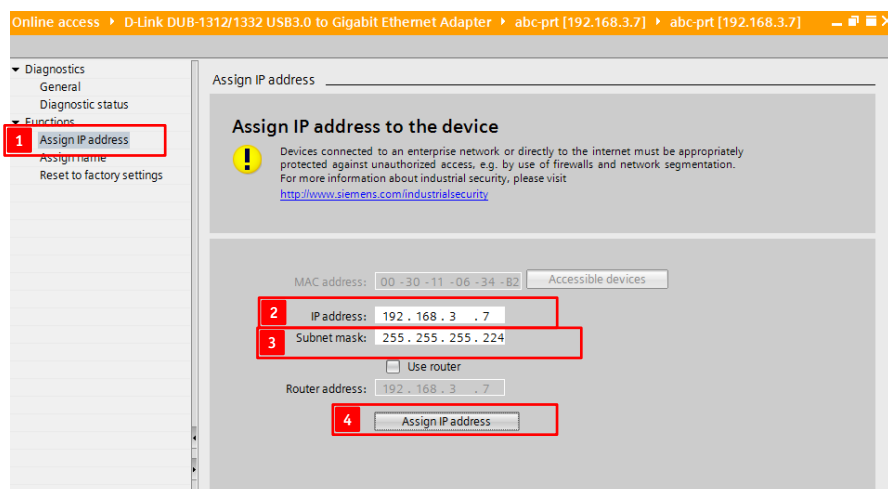 Online access ▸ D-Link DUB-1312/1332 USB3.0 to Gigabit Ethernet Adapter ▸ abc-prt [192.168.3.7] ▸ abc-prt [192.168.3.7]
Diagnostics
General
Diagnostic status
Functions
1 Assign IP address
Assign name
Reset to factory settings
Assign IP address
Assign IP address to the device
Devices connected to an enterprise network or directly to the internet must be appropriately
protected against unauthorized access, e.g. by use of firewalls and network segmentation.
For more information about industrial security, please visit
http://www.siemens.com/industrialsecurity
MAC address: 00 -30 -11 -06 -34 -B2 Accessible devices
2 IP address: 192 . 168 . 3 . 7
3 Subnet mask: 255 . 255 . 255 . 224
Use router
Router address: 192 . 168 . 3 . 7
4 Assign IP address